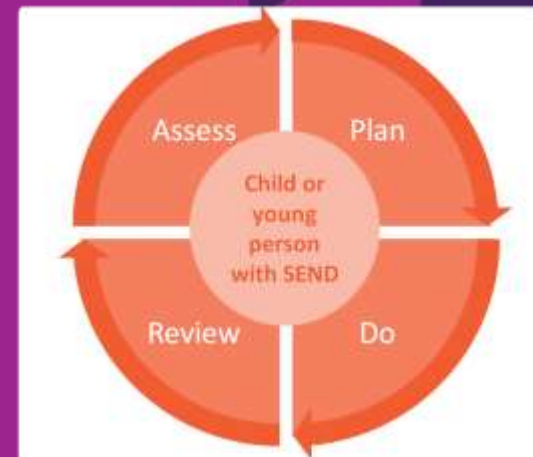 Assess
Plan
Child or
young
person
with SEND
Review
Do